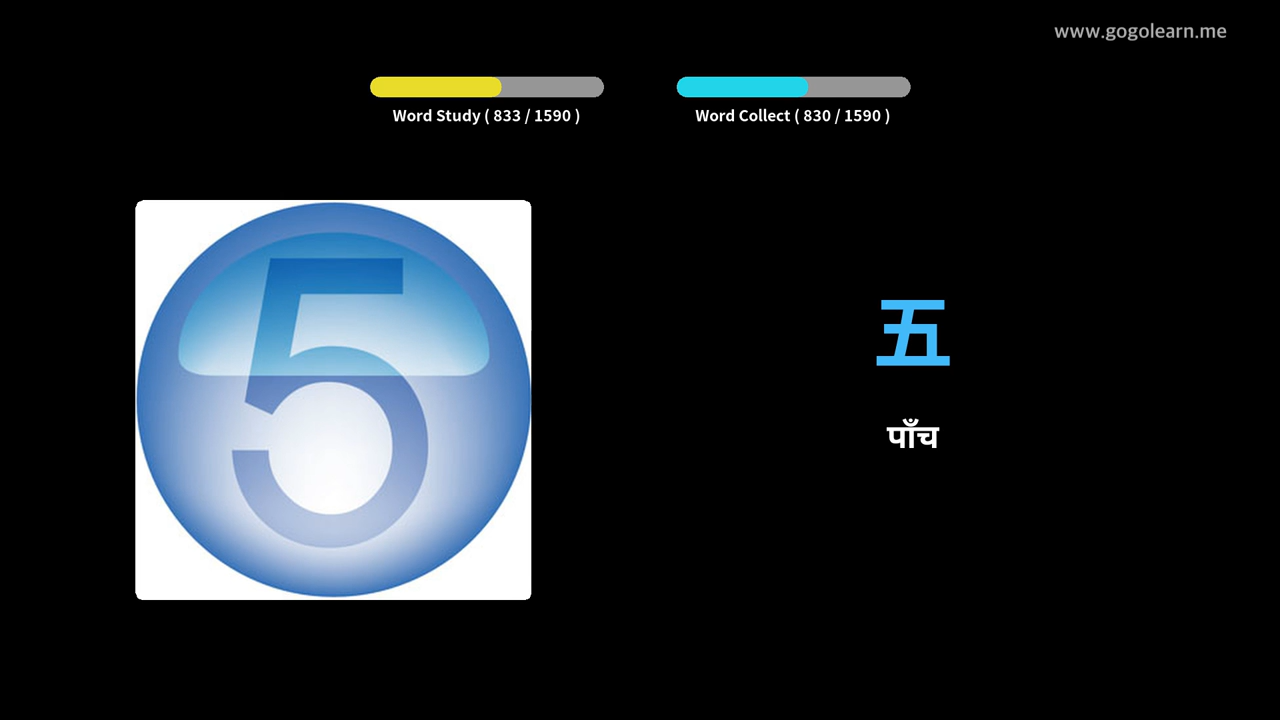 www.gogolearn.me
Word Study ( 833 / 1590 )
Word Collect ( 830 / 1590 )
5
五
पाँच